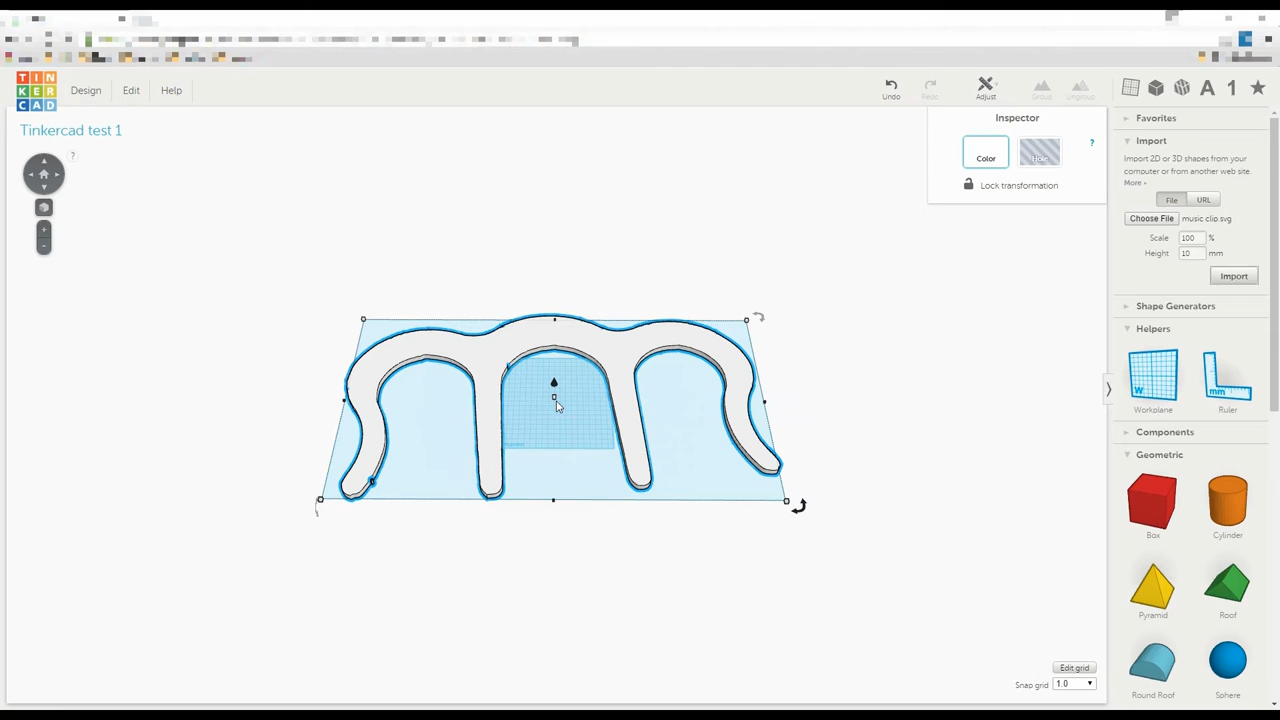 TIN
KER
CAD
Design
Edit
Help
Undo
Redo
Adjust
Group
Ungroup
Tinkercad test 1
?
Inspector
Color
Hole
?
Lock transformation
Favorites
Import
Import 2D or 3D shapes from your
computer or from another web site.
More
File
URL
Choose File music clip.svg
Scale 100 %
Height 10 mm
Import
Shape Generators
Helpers
W
mm
Workplane
Ruler
Components
Geometric
Box
Cylinder
Pyramid
Roof
Round Roof
Sphere
Edit grid
Snap grid 1.0